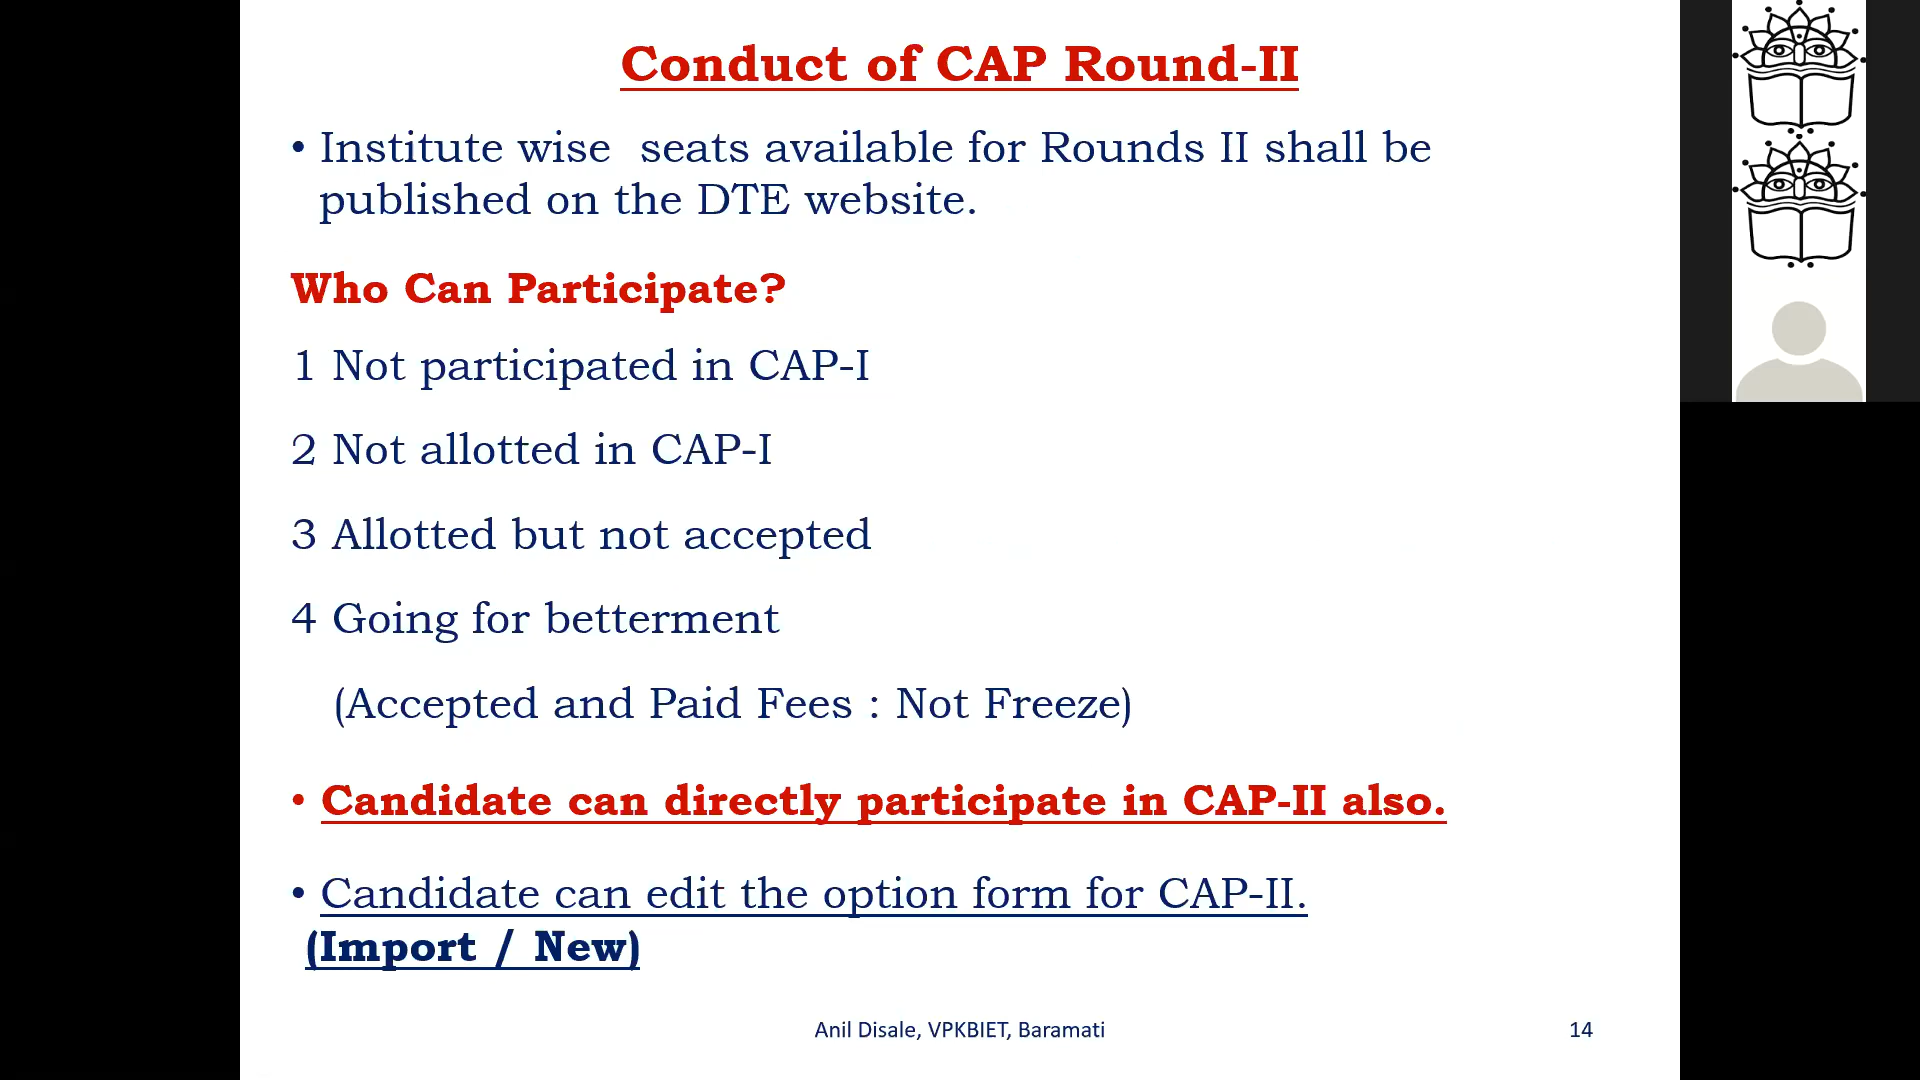 Conduct of CAP Round-II
• Institute wise  seats available for Rounds II shall be
published on the DTE website.
Who Can Participate?
1 Not participated in CAP-I
2 Not allotted in CAP-I
3 Allotted but not accepted
4 Going for betterment
(Accepted and Paid Fees : Not Freeze)
• Candidate can directly participate in CAP-II also.
• Candidate can edit the option form for CAP-II.
(Import / New)
Anil Disale, VPKBIET, Baramati
14